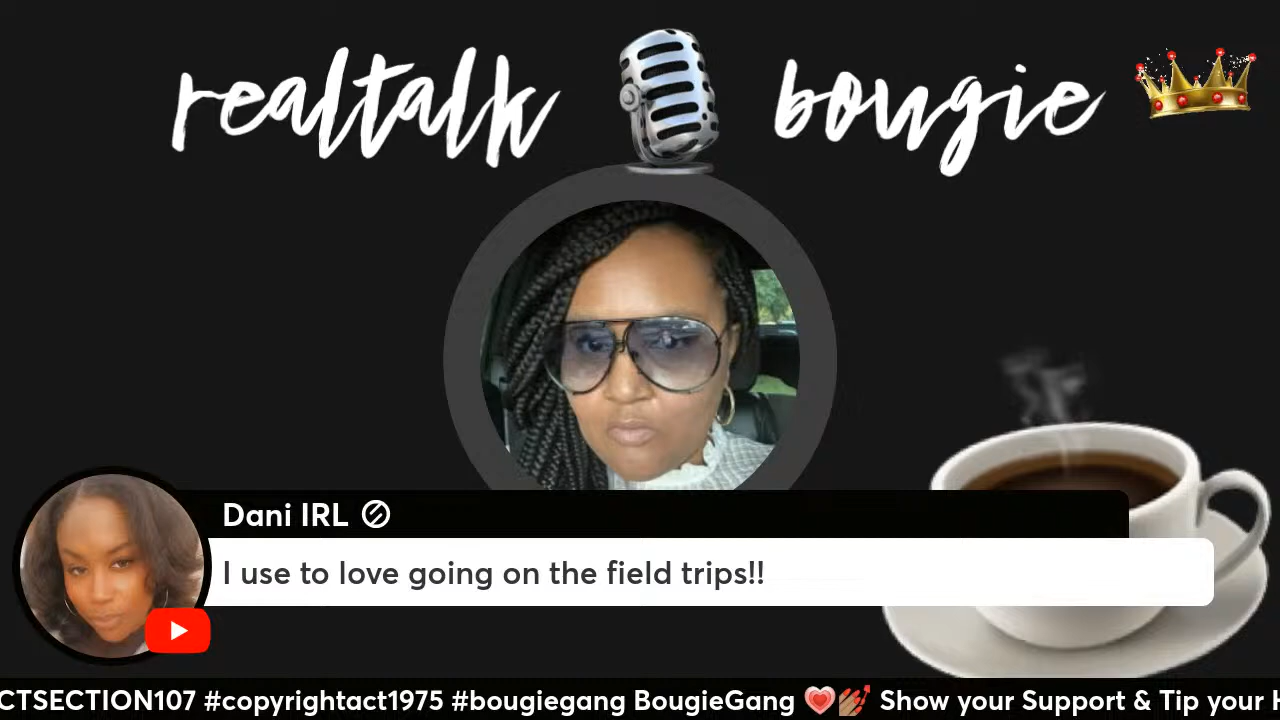 realtalk bougie
Dani IRL
I use to love going on the field trips!!
CTSECTION107 #copyrightact1975 #bougiegang BougieGang 💗💅🏽 Show your Support & Tip your